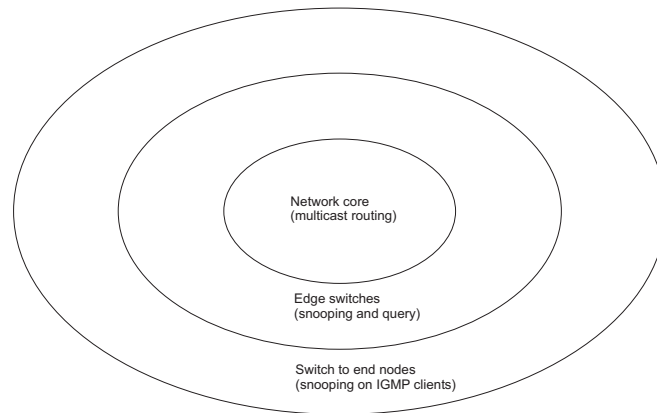 Network core
(multicast routing)
Edge switches
(snooping and query)
Switch to end nodes
(snooping on IGMP clients)